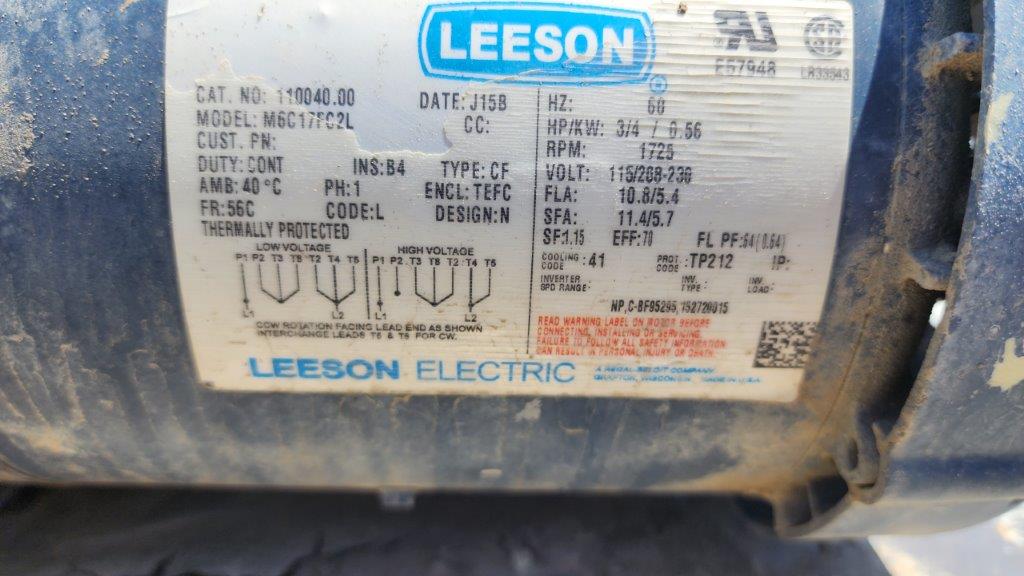 LEESON
UL
E57948
SA
LR33543
CAT. NO: 110040.00
DATE: J15B
MODEL: M6C17FC2L
CC:
CUST. PN:
DUTY: CONT INS:B4 TYPE: CF
AMB: 40 °C PH:1 ENCL: TEFC
FR:56C CODE:L DESIGN:N
THERMALLY PROTECTED
HZ: 60
HP/KW: 3/4 / 0.56
RPM: 1725
VOLT: 115/208-230
FLA: 10.8/5.4
SFA: 11.4/5.7
SF:1.15 EFF:70 FL PF:64(0.64)
COOLING CODE :41 PROT CODE :TP212 IP:
INVERTER SPD RANGE: INV. TYPE : INV. LOAD:
LOW VOLTAGE HIGH VOLTAGE
P1 P2 T3 T8 T2 T4 T5 P1 P2 T3 T8 T2 T4 T5
L1 L2 L1 L2
CCW ROTATION FACING LEAD END AS SHOWN
INTERCHANGE LEADS T8 & T5 FOR CW.
READ WARNING LABEL ON MOTOR BEFORE
CONNECTING, INSTALLING OR SERVICING.
FAILURE TO FOLLOW ALL SAFETY INFORMATION
CAN RESULT IN PERSONAL INJURY OR DEATH
LEESON ELECTRIC
A REGAL-BELOIT COMPANY
GRAFTON, WISCONSIN MADE IN U.S.A.